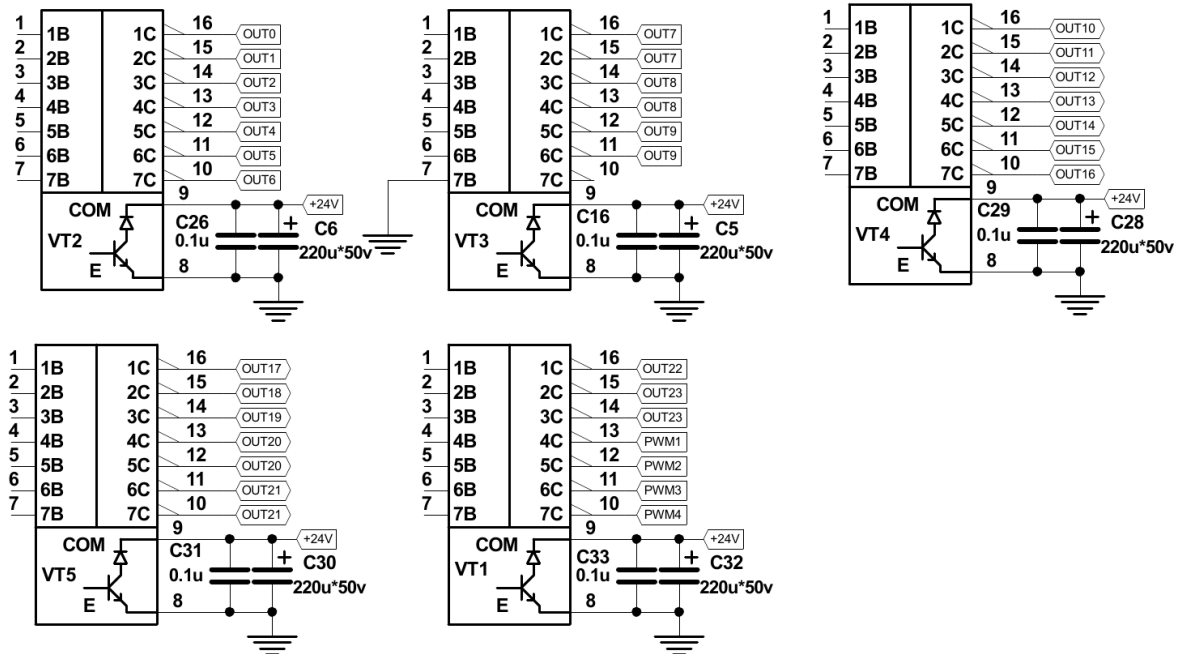 1 1B 1C 16 OUT0
2 2B 2C 15 OUT1
3 3B 3C 14 OUT2
4 4B 4C 13 OUT3
5 5B 5C 12 OUT4
6 6B 6C 11 OUT5
7 7B 7C 10 OUT6
9
COM +24V
C26 C6
VT2 0.1u 220u*50v
E 8
1 1B 1C 16 OUT7
2 2B 2C 15 OUT7
3 3B 3C 14 OUT8
4 4B 4C 13 OUT8
5 5B 5C 12 OUT9
6 6B 6C 11 OUT9
7 7B 7C 10
9
COM +24V
C16 C5
VT3 0.1u 220u*50v
E 8
1 1B 1C 16 OUT10
2 2B 2C 15 OUT11
3 3B 3C 14 OUT12
4 4B 4C 13 OUT13
5 5B 5C 12 OUT14
6 6B 6C 11 OUT15
7 7B 7C 10 OUT16
9
COM +24V
C29 C28
VT4 0.1u 220u*50v
E 8
1 1B 1C 16 OUT17
2 2B 2C 15 OUT18
3 3B 3C 14 OUT19
4 4B 4C 13 OUT20
5 5B 5C 12 OUT20
6 6B 6C 11 OUT21
7 7B 7C 10 OUT21
9
COM +24V
C31 C30
VT5 0.1u 220u*50v
E 8
1 1B 1C 16 OUT22
2 2B 2C 15 OUT23
3 3B 3C 14 OUT23
4 4B 4C 13 PWM1
5 5B 5C 12 PWM2
6 6B 6C 11 PWM3
7 7B 7C 10 PWM4
9
COM +24V
C33 C32
VT1 0.1u 220u*50v
E 8